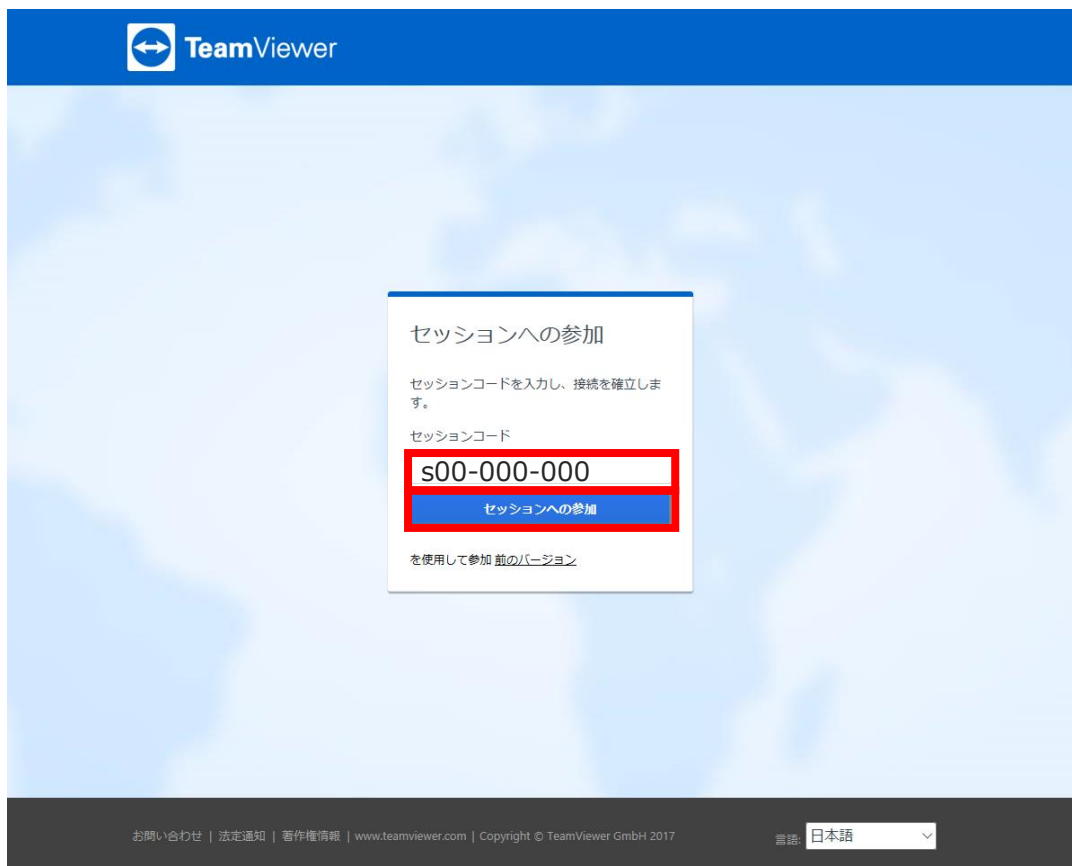 TeamViewer
セッションへの参加
セッションコードを入力し、接続を確立しま
す。
セッションコード
s00-000-000
セッションへの参加
を使用して参加 前のバージョン
お問い合わせ | 法定通知 | 著作権情報 | www.teamviewer.com | Copyright © TeamViewer GmbH 2017
言語: 日本語